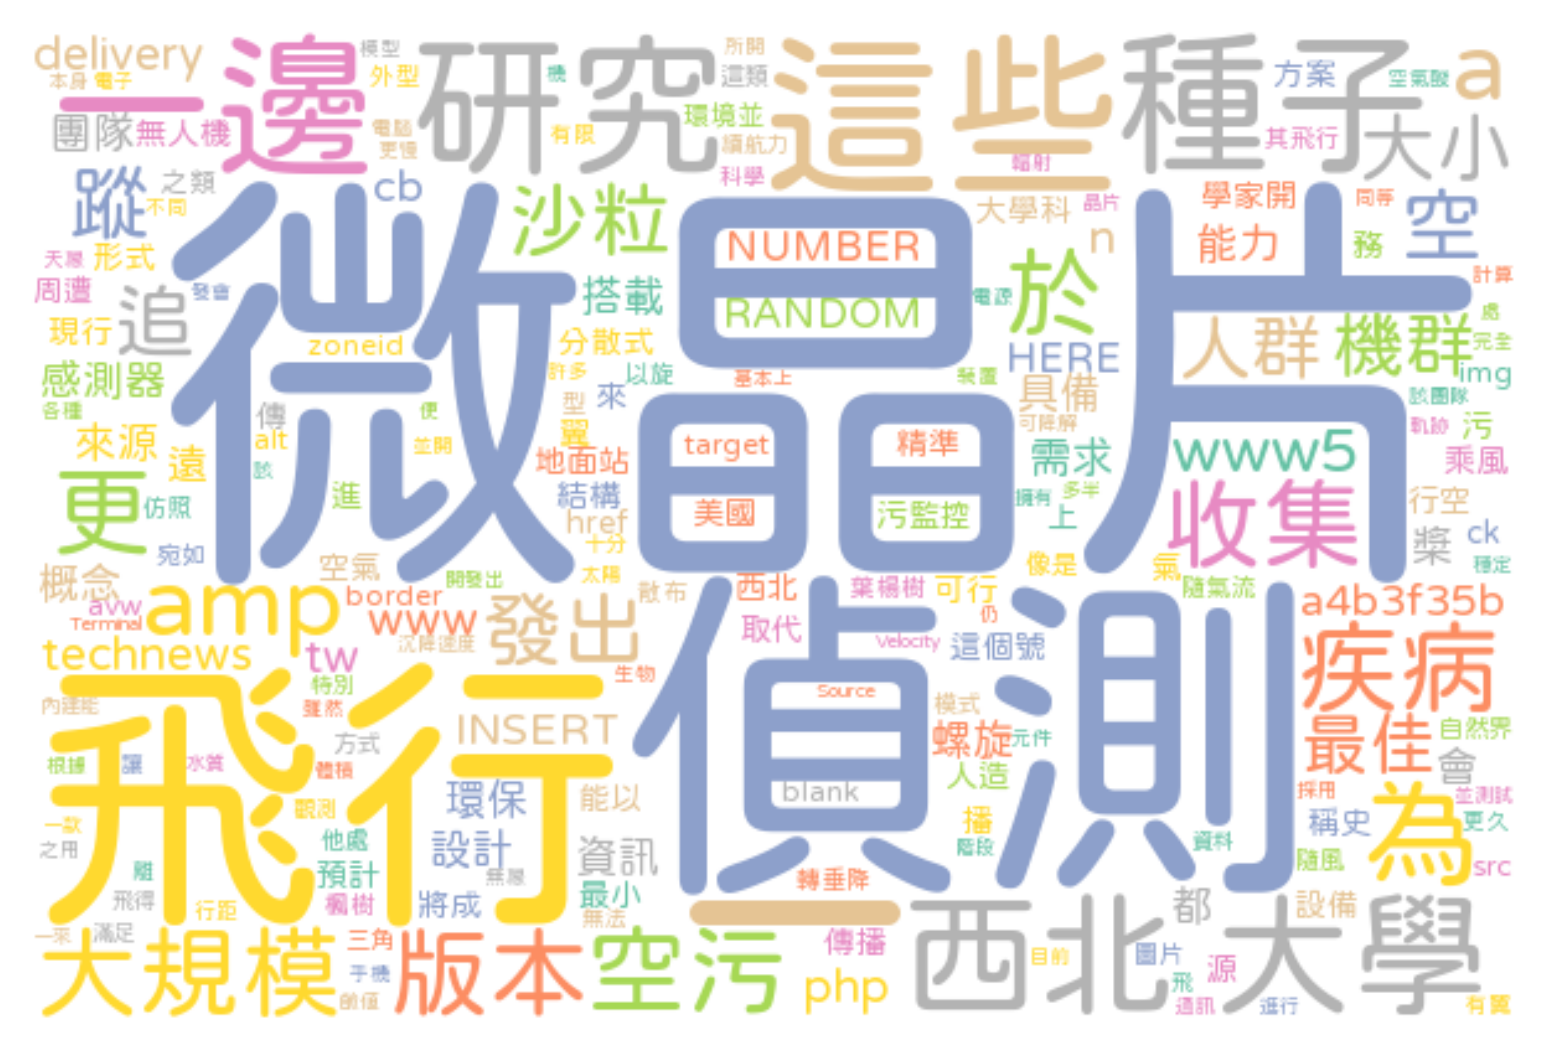 delivery
模型
所開
本身 電子
外型
機
這類
方案
空氣酸
a
一邊
研究
這些
種子
團隊
無人機
電腦
更慢
有限
環境並
續航力
其飛行
大小
科學
輻射
蹤
之類
不同
cb
沙粒
大學科
晶片
學家開
同等
空
微晶片
NUMBER
n
能力
務
天線
形式
周遭
發會
追
搭載
電源
於
計算
現行
zoneid
RANDOM
分散式
HERE
人群
機群
處
完全
感測器
許多
以旋
基本上
裝置
具備
img
各種
傳
便
型
來
可降解
該團隊
來源
alt
並開
翼
target
精準
需求
www5
軌跡
污
遠
該
地面站
乘風
更
仿照
進
結構
美國
污監控
擁有
多半
上
收集
行空
href
槳
ck
宛如
十分
穩定
概念
空氣
開發出
太陽
像是
氣
avw
amp
border
散布
西北
葉楊樹
可行
隨氣流
a4b3f35b
Terminal
www
發出
取代
仍
technews
tw
沉降速度
Velocity
這個號
疾病
特別
生物
偵測
Source
內建能
雖然
飛行
INSERT
模式
螺旋
元件
最佳
自然界
方式
根據
讓
水質
體積
blank
人造
會
觀測
環保
能以
採用
並測試
一款
播
稱史
為
更久
之用
他處
設計
資訊
階段
資料
離
預計
無線
最小
轉垂降
隨風
src
飛得
行距
楓樹
將成
無法
一
都
設備
一來
滿足
大規模
三角
版本
空污
傳播
西北大學
手機
目前
圖片
源
php
飛
通訊
進行
有翼